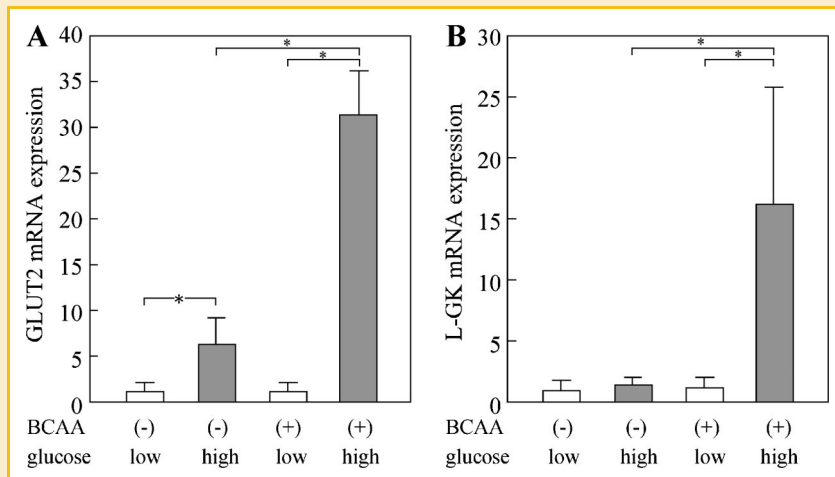 A
GLUT2 mRNA expression
40
35
30
25
20
15
10
5
0
*
*
*
BCAA (-) (-) (+) (+)
glucose low high low high
B
L-GK mRNA expression
30
25
20
15
10
5
0
*
*
BCAA (-) (-) (+) (+)
glucose low high low high